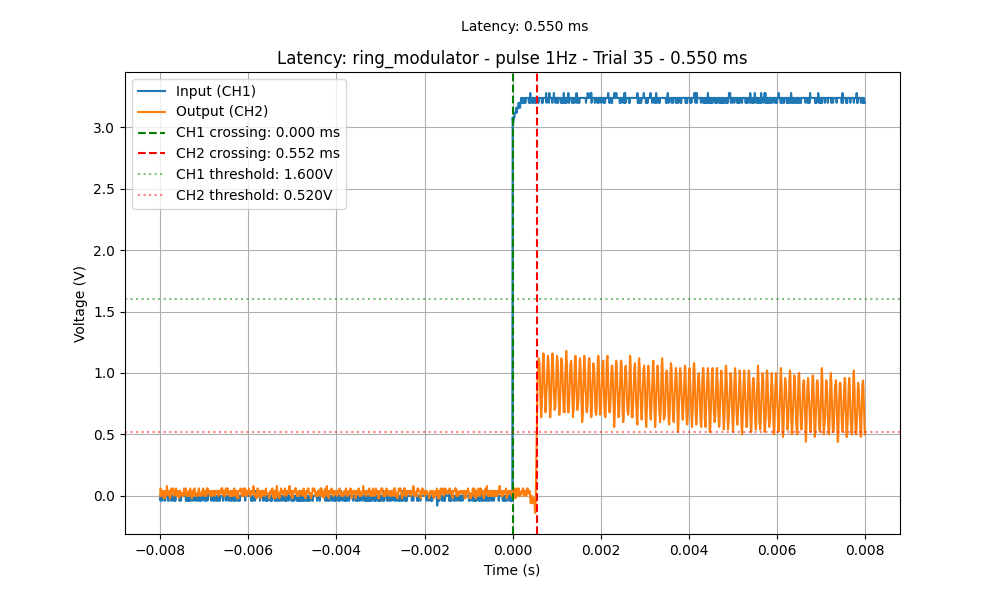 Latency: 0.550 ms
Latency: ring_modulator - pulse 1Hz - Trial 35 - 0.550 ms
Input (CH1)
Output (CH2)
CH1 crossing: 0.000 ms
CH2 crossing: 0.552 ms
CH1 threshold: 1.600V
CH2 threshold: 0.520V
Voltage (V)
3.0
2.5
2.0
1.5
1.0
0.5
0.0
−0.008 −0.006 −0.004 −0.002 0.000 0.002 0.004 0.006 0.008
Time (s)